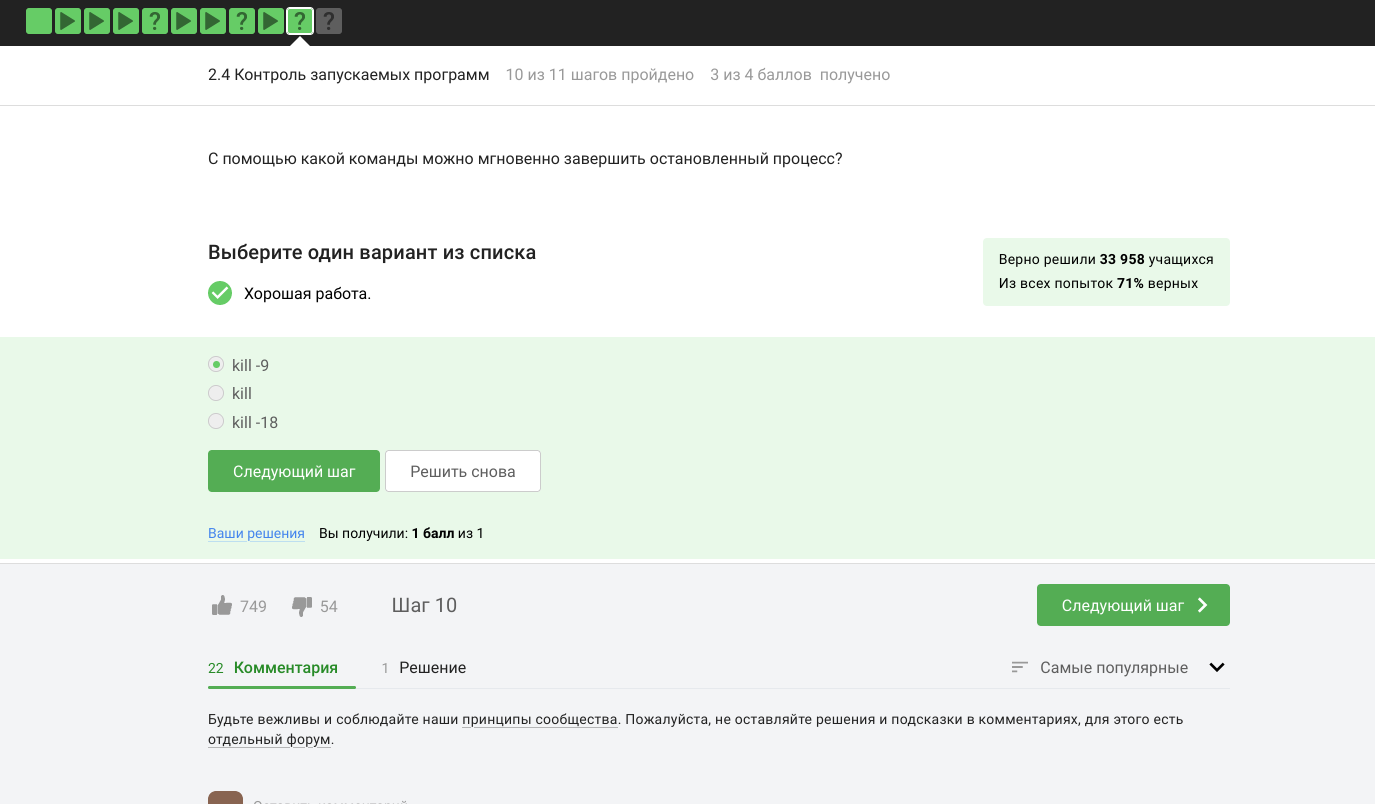 ? ? ? ?
2.4 Контроль запускаемых программ 10 из 11 шагов пройдено 3 из 4 баллов получено
С помощью какой команды можно мгновенно завершить остановленный процесс?
Выберите один вариант из списка
Хорошая работа.
Верно решили 33 958 учащихся
Из всех попыток 71% верных
kill -9
kill
kill -18
Следующий шаг Решить снова
Ваши решения Вы получили: 1 балл из 1
749 54 Шаг 10 Следующий шаг
22 Комментария 1 Решение Самые популярные
Будьте вежливы и соблюдайте наши принципы сообщества. Пожалуйста, не оставляйте решения и подсказки в комментариях, для этого есть
отдельный форум.